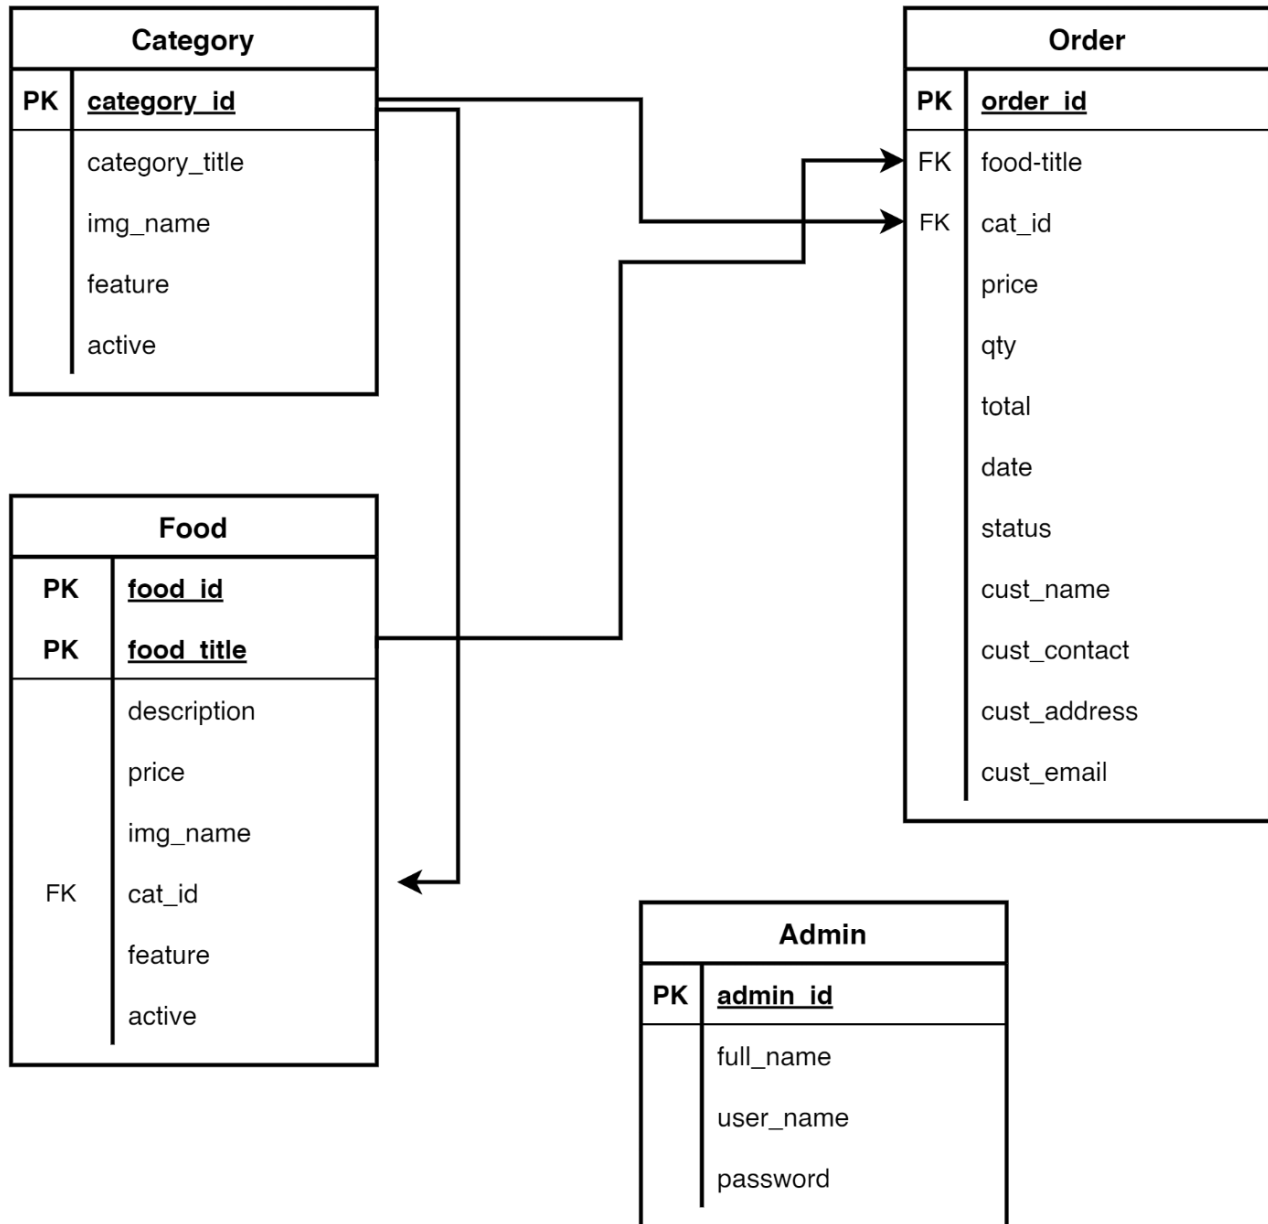 Category
PK category_id
category_title
img_name
feature
active
Order
PK order_id
FK food-title
FK cat_id
price
qty
total
date
status
cust_name
cust_contact
cust_address
cust_email
Food
PK food_id
PK food_title
description
price
img_name
FK cat_id
feature
active
Admin
PK admin_id
full_name
user_name
password